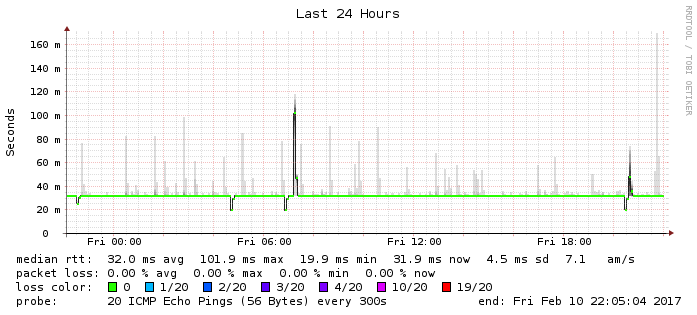 Last 24 Hours
RRDTOOL / TOBI OETIKER
Seconds
160 m
140 m
120 m
100 m
80 m
60 m
40 m
20 m
0
Fri 00:00 Fri 06:00 Fri 12:00 Fri 18:00
median rtt: 32.0 ms avg 101.9 ms max 19.9 ms min 31.9 ms now 4.5 ms sd 7.1 am/s
packet loss: 0.00 % avg 0.00 % max 0.00 % min 0.00 % now
loss color: 0 1/20 2/20 3/20 4/20 10/20 19/20
probe: 20 ICMP Echo Pings (56 Bytes) every 300s end: Fri Feb 10 22:05:04 2017